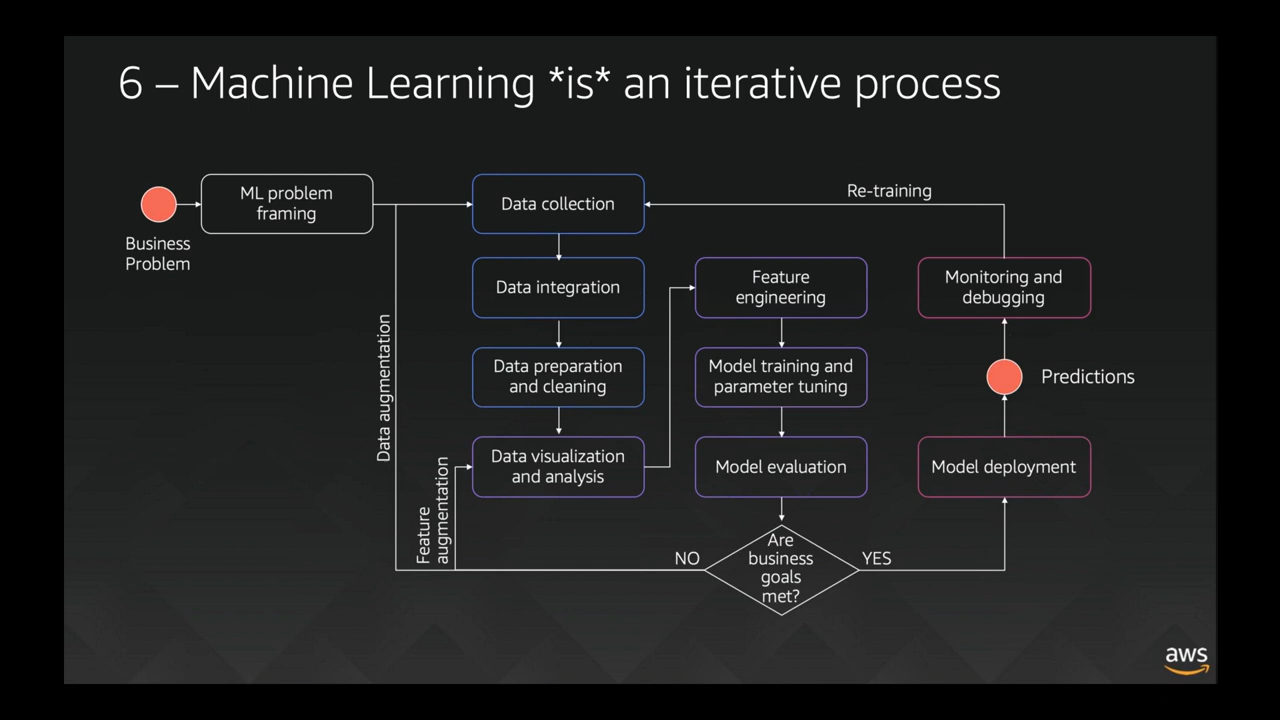 6 – Machine Learning *is* an iterative process
Business
Problem
ML problem
framing
Data collection
Re-training
Data integration
Feature
engineering
Monitoring and
debugging
Data augmentation
Data preparation
and cleaning
Model training and
parameter tuning
Predictions
Feature
augmentation
Data visualization
and analysis
Model evaluation
Model deployment
NO
Are
business
goals
met?
YES
aws